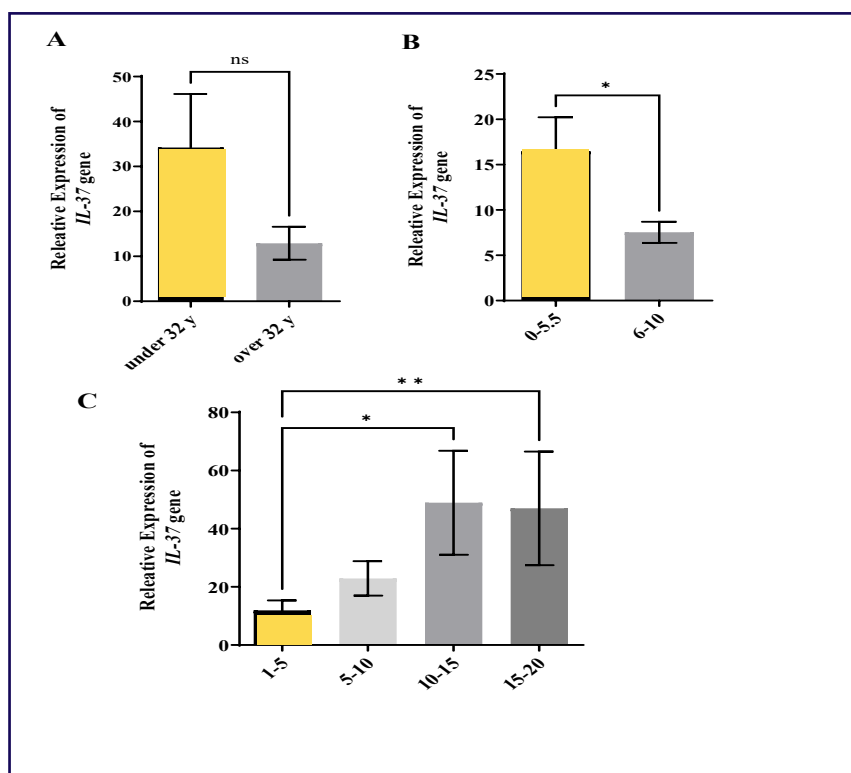 A
ns
Releative Expression of
IL-37 gene
50
40
30
20
10
0
under 32 y
over 32 y
B
*
Releative Expression of
IL-37 gene
25
20
15
10
5
0
0-5.5
6-10
C
* *
*
Releative Expression of
IL-37 gene
80
60
40
20
0
1-5
5-10
10-15
15-20